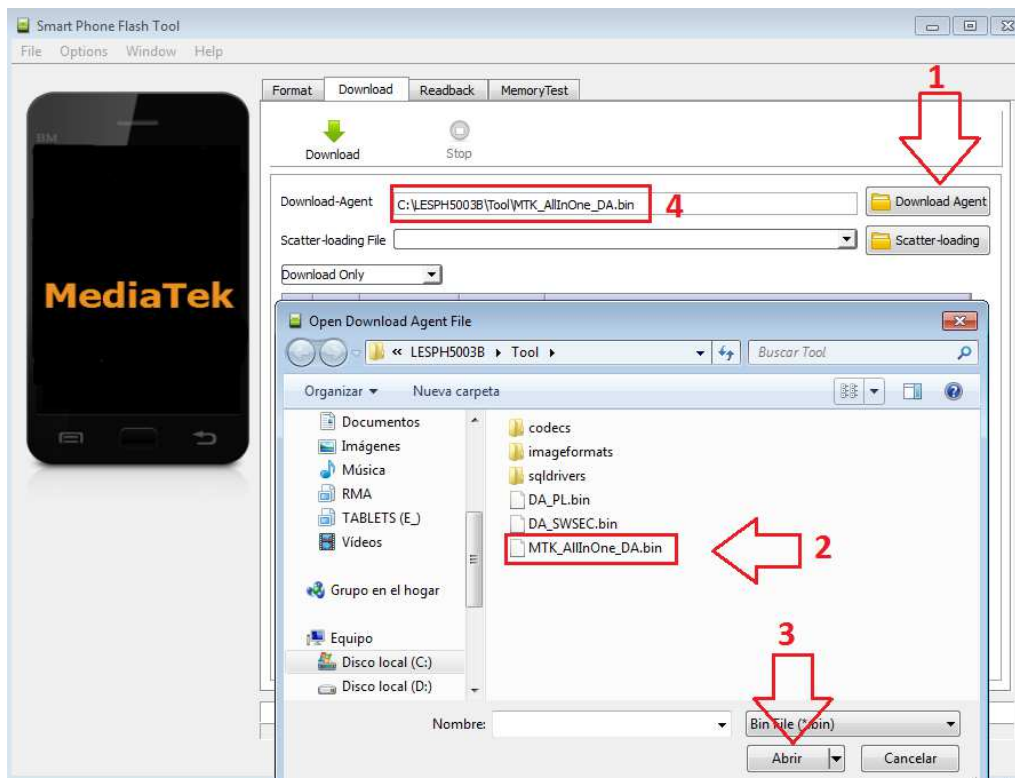 Smart Phone Flash Tool
File Options Window Help
1
Format Download Readback MemoryTest
BM
Download Stop
Download-Agent C:\LESPH5003B\Tool\MTK_AllInOne_DA.bin 4 Download Agent
Scatter-loading File Scatter-loading
Download Only
MediaTek
Open Download Agent File
« LESPH5003B Tool Buscar Tool
Organizar Nueva carpeta
Documentos
Imágenes
Música
RMA
TABLETS (E_)
Vídeos
Grupo en el hogar
Equipo
Disco local (C:)
Disco local (D:)
codecs
imageformats
sqldrivers
DA_PL.bin
DA_SWSEC.bin
MTK_AllInOne_DA.bin 2
3
Nombre: Bin File (*.bin)
Abrir Cancelar